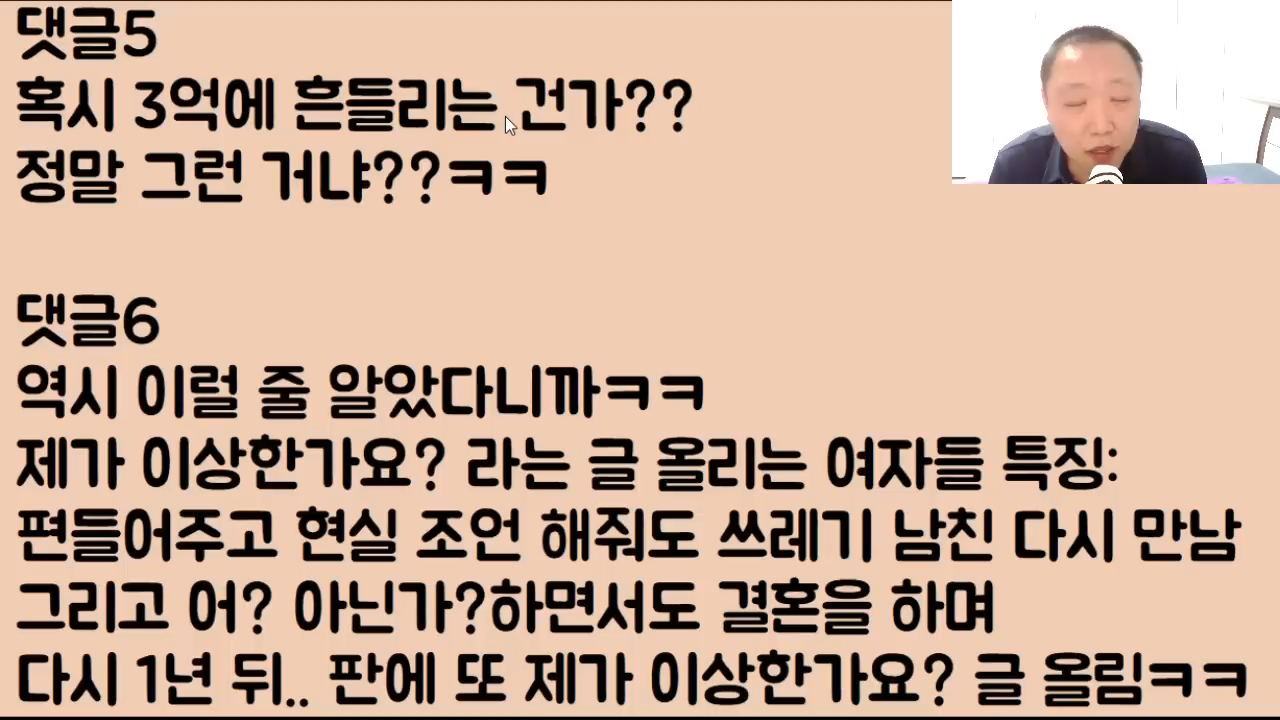 댓글5
혹시 3억에 흔들리는 건가??
정말 그런 거냐??ㅋㅋ
댓글6
역시 이럴 줄 알았다니까ㅋㅋ
제가 이상한가요? 라는 글 올리는 여자들 특징:
편들어주고 현실 조언 해줘도 쓰레기 남친 다시 만남
그리고 어? 아닌가?하면서도 결혼을 하며
다시 1년 뒤.. 판에 또 제가 이상한가요? 글 올림ㅋㅋ